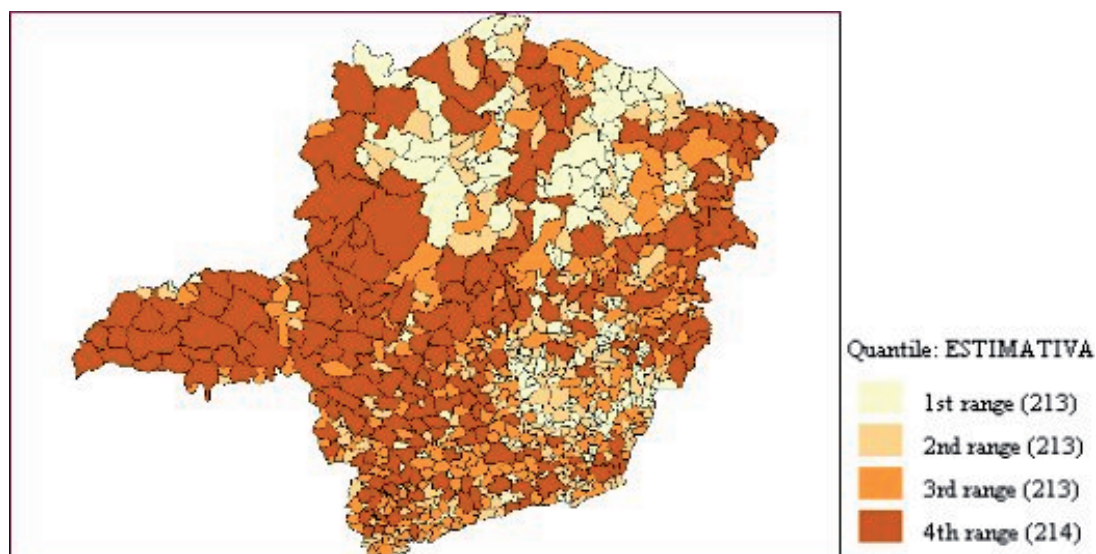 Quantile: ESTIMATIVA
1st range (213)
2nd range (213)
3rd range (213)
4th range (214)